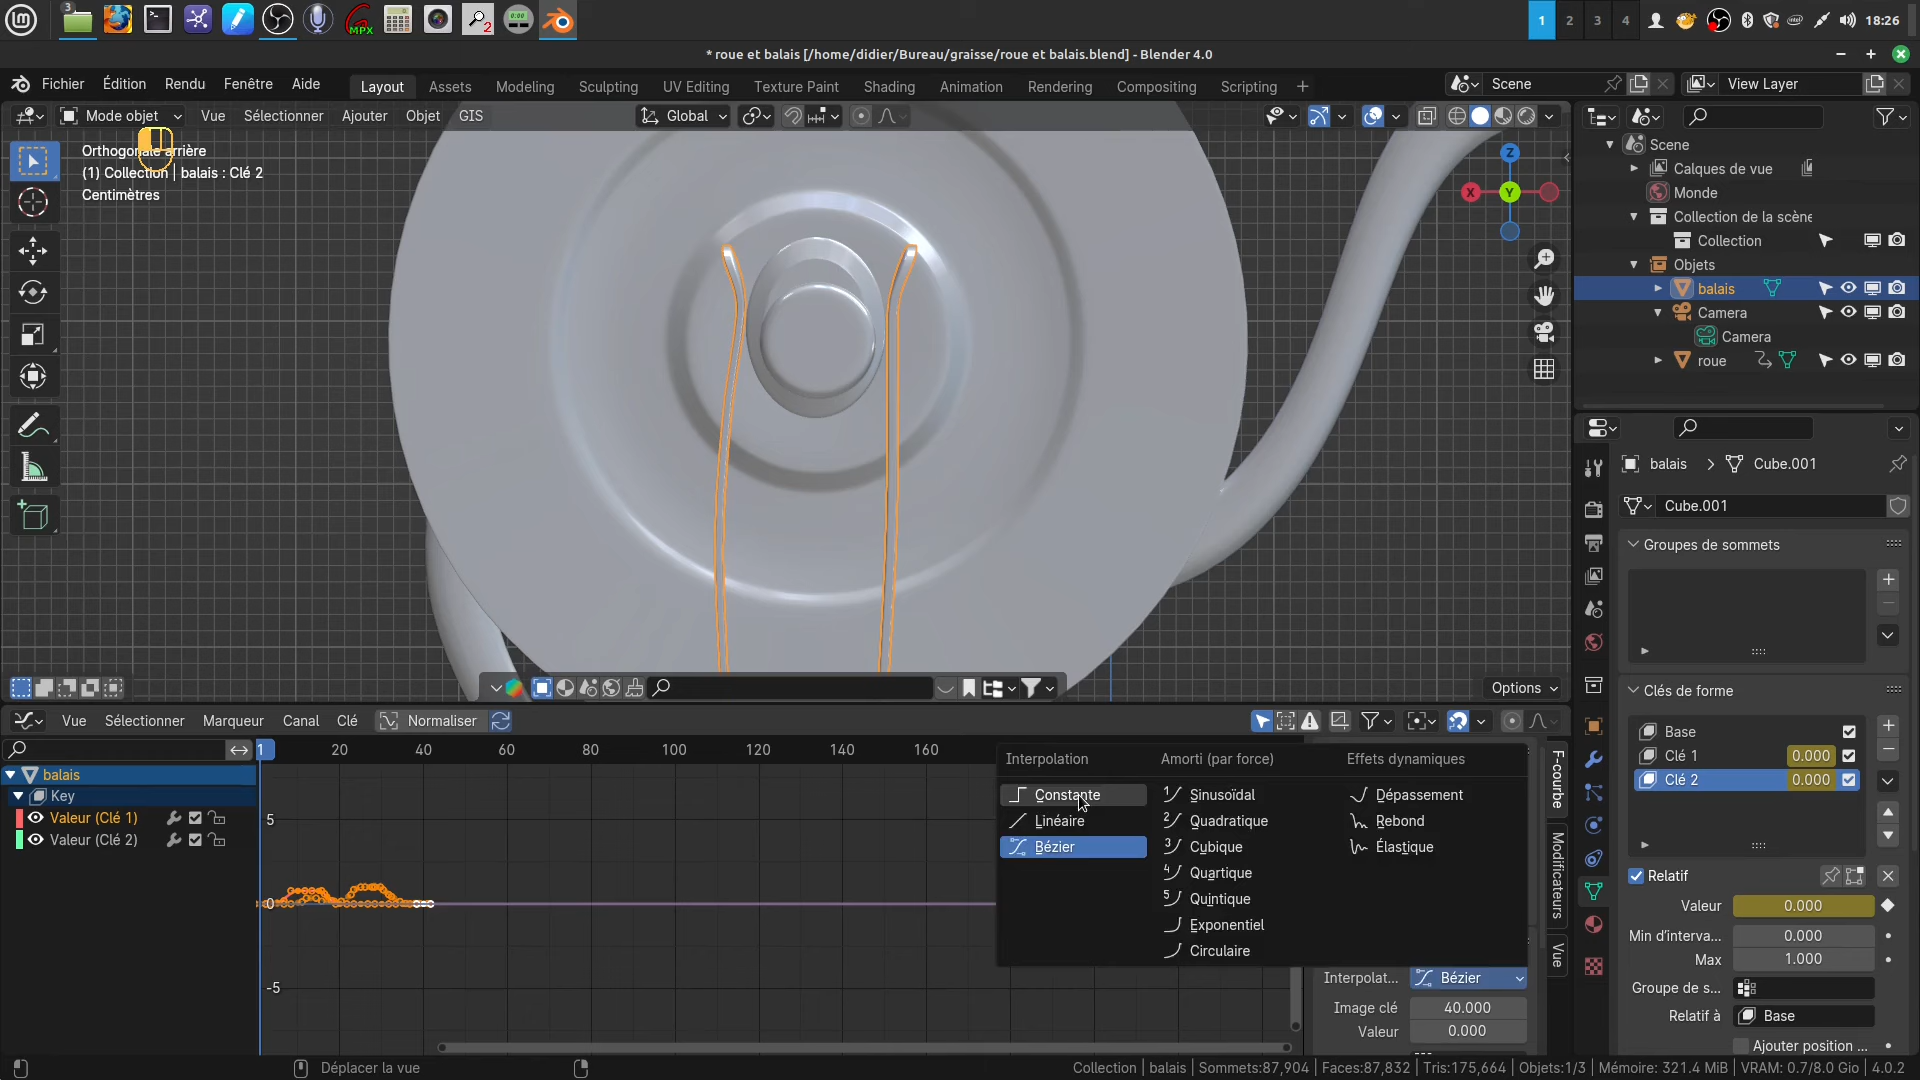 3
MPX
2
0:00
1
2
3
4
18:26
* roue et balais [/home/didier/Bureau/graisse/roue et balais.blend] - Blender 4.0
Fichier
Édition
Rendu
Fenêtre
Aide
Layout
Assets
Modeling
Sculpting
UV Editing
Texture Paint
Shading
Animation
Rendering
Compositing
Scripting
+
Scene
View Layer
Mode objet
Vue
Sélectionner
Ajouter
Objet
GIS
Global
Orthogonale arrière
(1) Collection | balais : Clé 2
Centimètres
Z
X
Y
Options
Scene
Calques de vue
Monde
Collection de la scène
Collection
Objets
balais
Camera
Camera
roue
balais > Cube.001
Cube.001
Groupes de sommets
Clés de forme
Base
Clé 1 0.000
Clé 2 0.000
Relatif
Valeur 0.000
Min d'interva... 0.000
Max 1.000
Groupe de s...
Relatif à Base
Ajouter position ...
Vue
Sélectionner
Marqueur
Canal
Clé
Normaliser
1 20 40 60 80 100 120 140 160
balais
Key
Valeur (Clé 1)
Valeur (Clé 2)
5
0
-5
Interpolation
Constante
Linéaire
Bézier
Amorti (par force)
Sinusoïdal
Quadratique
Cubique
Quartique
Quintique
Exponentiel
Circulaire
Effets dynamiques
Dépassement
Rebond
Élastique
Interpolat... Bézier
Image clé 40.000
Valeur 0.000
F-courbe
Modificateurs
Vue
Déplacer la vue
Collection | balais | Sommets:87,904 | Faces:87,832 | Tris:175,664 | Objets:1/3 | Mémoire: 321.4 MiB | VRAM: 0.7/8.0 Gio | 4.0.2